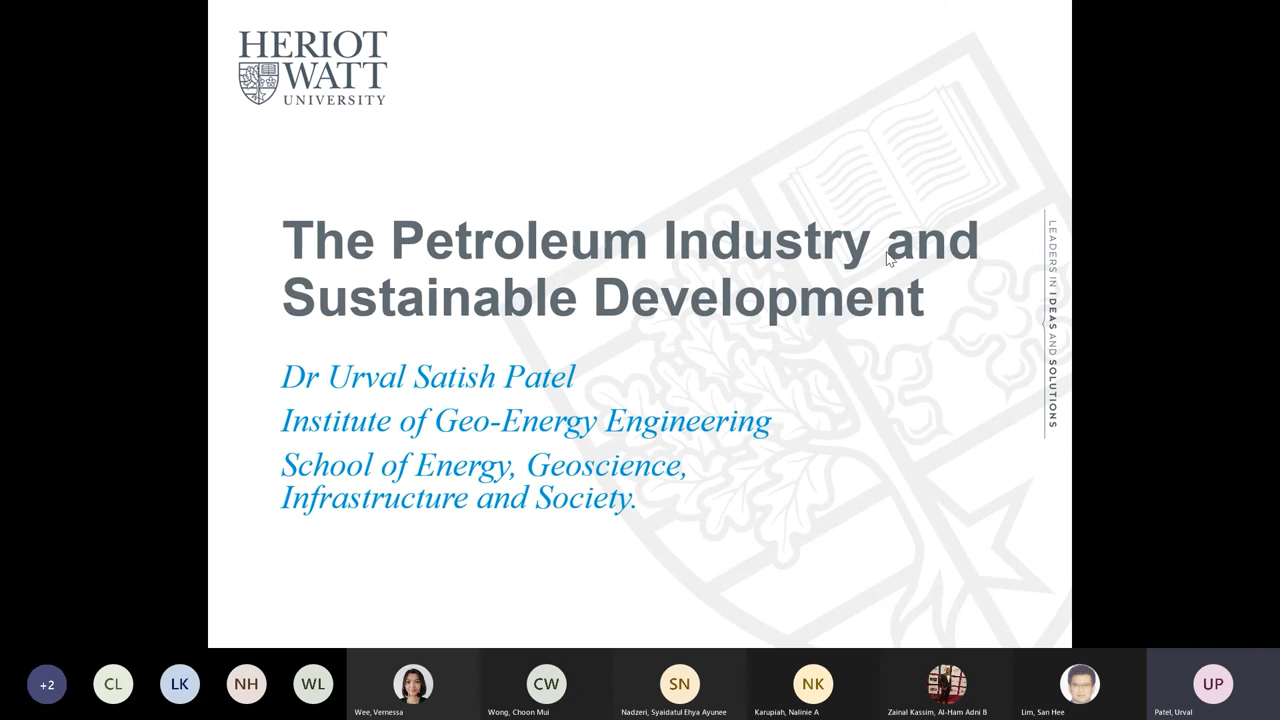 HERIOT
WATT
UNIVERSITY
The Petroleum Industry and
Sustainable Development
Dr Urval Satish Patel
Institute of Geo-Energy Engineering
School of Energy, Geoscience,
Infrastructure and Society.
LEADERS IN IDEAS AND SOLUTIONS
+2
CL
LK
NH
WL
Wee, Vernessa
CW
Wong, Choon Mui
SN
Nadzeri, Syaidatul Ehya Ayunee
NK
Karupiah, Nalinie A
Zainal Kassim, Al-Ham Adni B
Lim, San Hee
UP
Patel, Urval